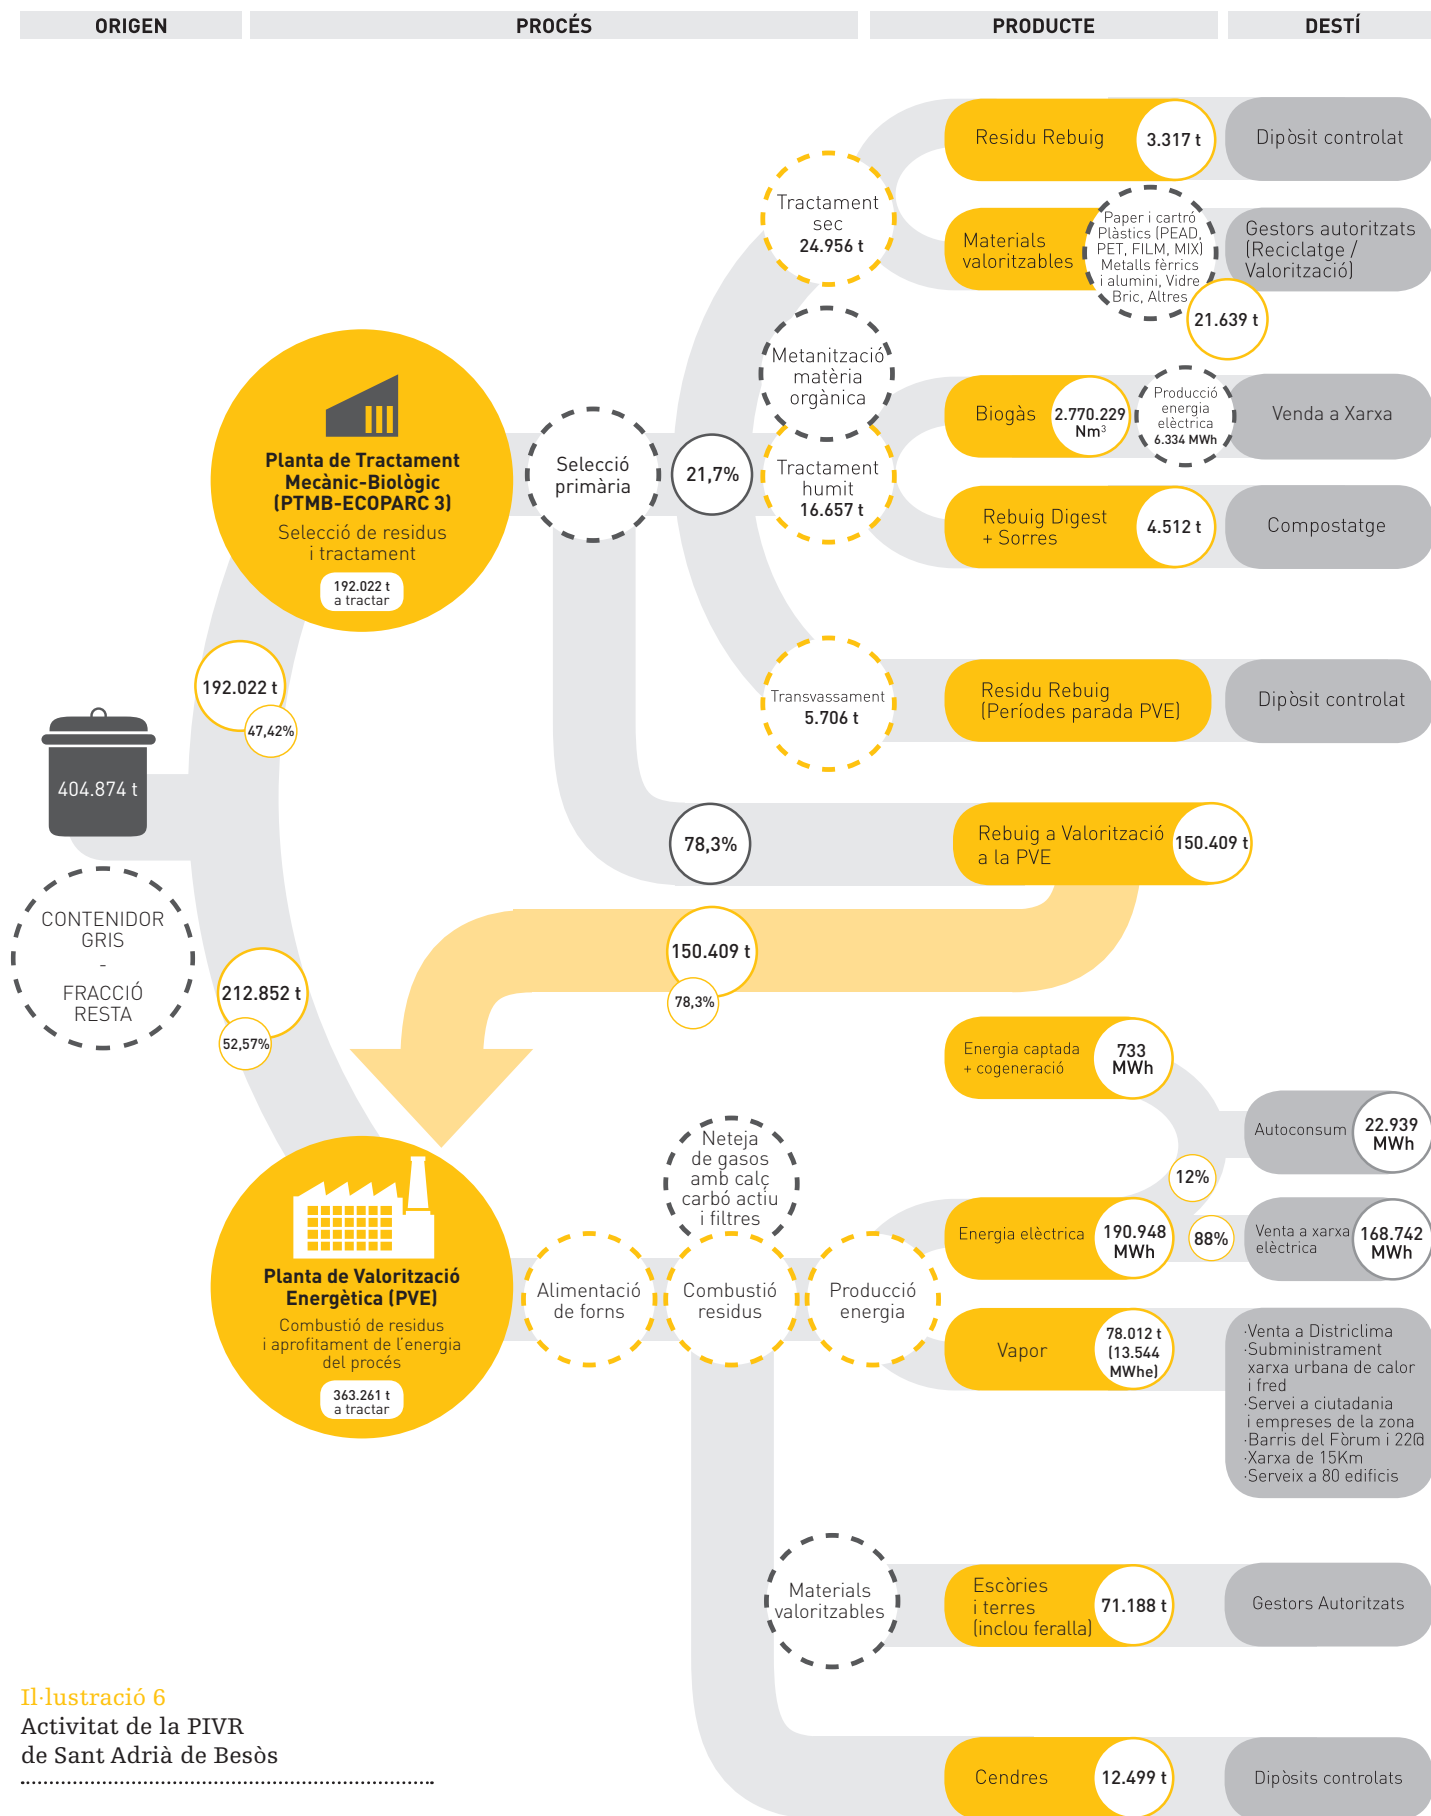 ORIGEN
PROCÉS
PRODUCTE
DESTÍ
Residu Rebuig
3.317 t
Dipòsit controlat
Tractament
sec
24.956 t
Materials
valoritzables
Paper i cartró
Plàstics (PEAD,
PET, FILM, MIX)
Metalls fèrrics
i alumini, Vidre
Bric, Altres
21.639 t
Gestors autoritzats
(Reciclatge /
Valorització)
Metanització
matèria
orgànica
Biogàs
2.770.229
Nm³
Producció
energia
elèctrica
6.334 MWh
Venda a Xarxa
Planta de Tractament
Mecànic-Biològic
(PTMB-ECOPARC 3)
Selecció de residus
i tractament
192.022 t
a tractar
Selecció
primària
21,7%
Tractament
humit
16.657 t
Rebuig Digest
+ Sorres
4.512 t
Compostatge
192.022 t
47,42%
Transvassament
5.706 t
Residu Rebuig
(Períodes parada PVE)
Dipòsit controlat
404.874 t
78,3%
Rebuig a Valorització
a la PVE
150.409 t
CONTENIDOR
GRIS
-
FRACCIÓ
RESTA
150.409 t
78,3%
212.852 t
52,57%
Energia captada
+ cogeneració
733
MWh
Autoconsum
22.939
MWh
Neteja
de gasos
amb calç
carbó actiu
i filtres
12%
Energia elèctrica
190.948
MWh
88%
Venta a xarxa
elèctrica
168.742
MWh
Planta de Valorització
Energètica (PVE)
Combustió de residus
i aprofitament de l’energia
del procés
363.261 t
a tractar
Alimentació
de forns
Combustió
residus
Producció
energia
Vapor
78.012 t
(13.544
MWhe)
·Venta a Districlima
·Subministrament
xarxa urbana de calor
i fred
·Servei a ciutadania
i empreses de la zona
·Barris del Fòrum i 22@
·Xarxa de 15Km
·Serveix a 80 edificis
Materials
valoritzables
Escòries
i terres
(inclou feralla)
71.188 t
Gestors Autoritzats
Il·lustració 6
Activitat de la PIVR
de Sant Adrià de Besòs
Cendres
12.499 t
Dipòsits controlats